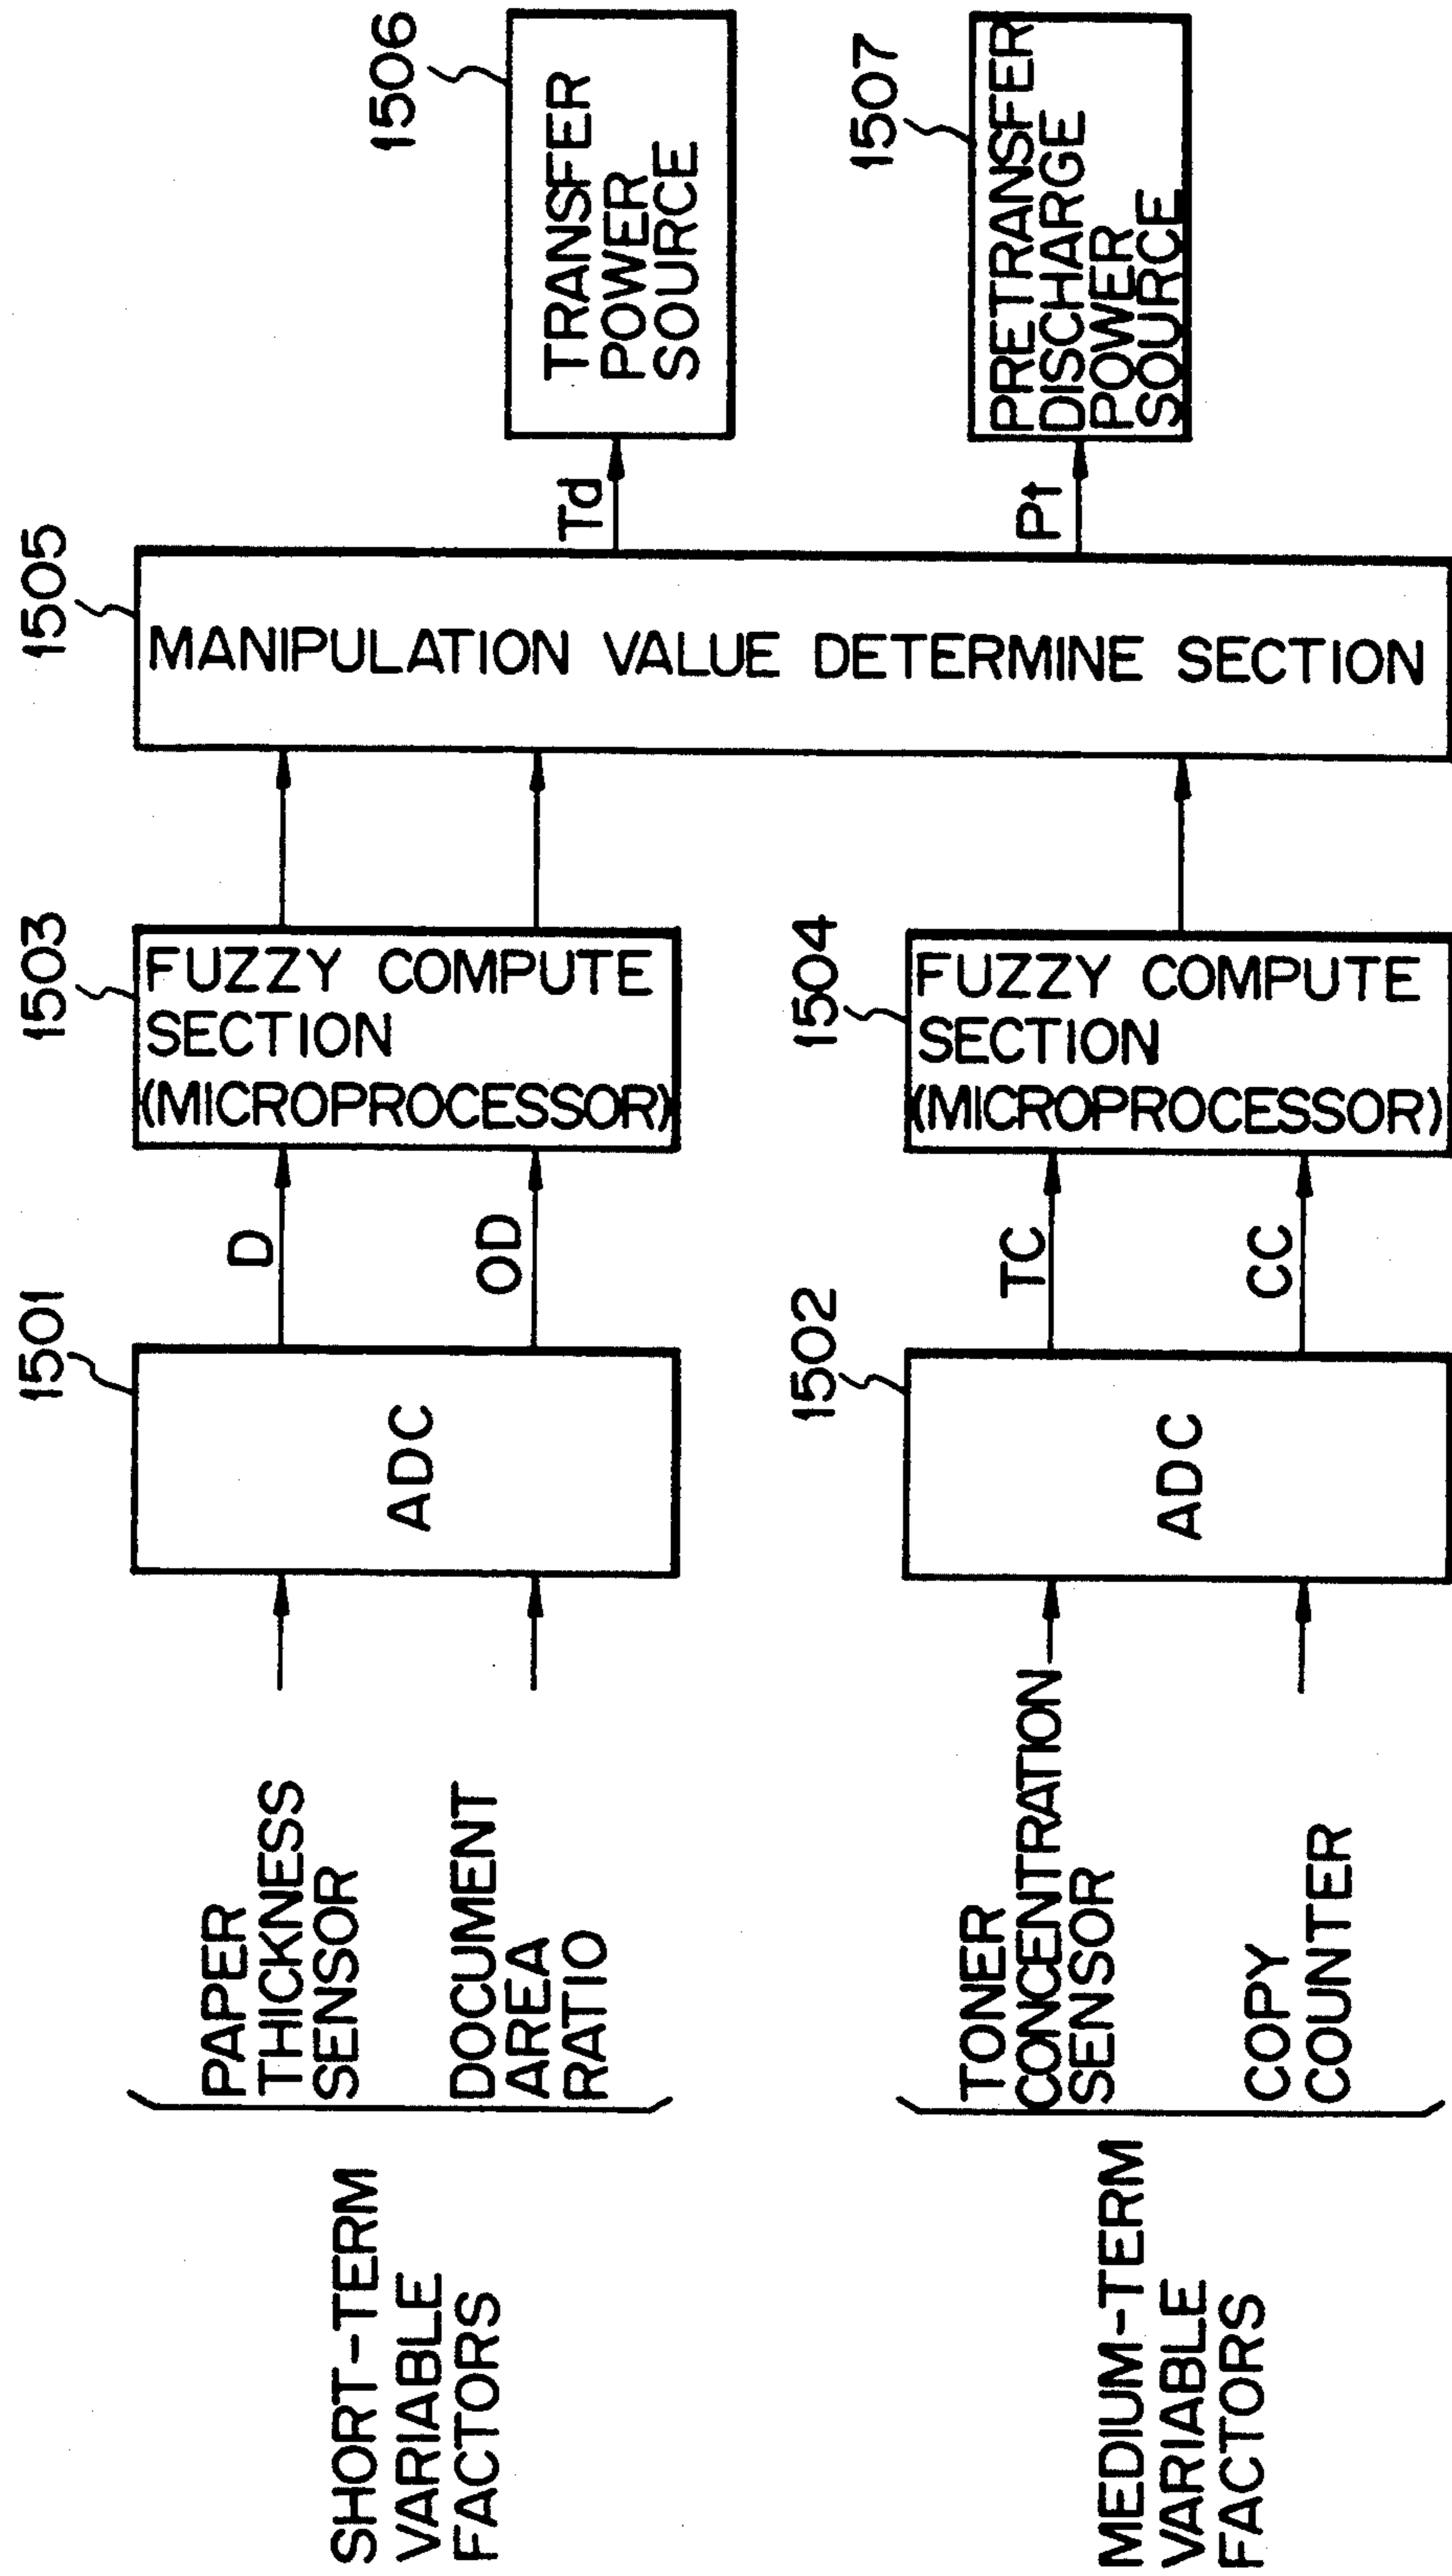 SHORT-TERM
VARIABLE
FACTORS
PAPER
THICKNESS
SENSOR
DOCUMENT
AREA
RATIO
1501
ADC
D
OD
1503
FUZZY COMPUTE
SECTION
(MICROPROCESSOR)
MEDIUM-TERM
VARIABLE
FACTORS
TONER
CONCENTRATION
SENSOR
COPY
COUNTER
1502
ADC
TC
CC
1504
FUZZY COMPUTE
SECTION
(MICROPROCESSOR)
1505
MANIPULATION VALUE DETERMINE SECTION
Td
1506
TRANSFER
POWER
SOURCE
Pt
1507
PRETRANSFER
DISCHARGE
POWER
SOURCE